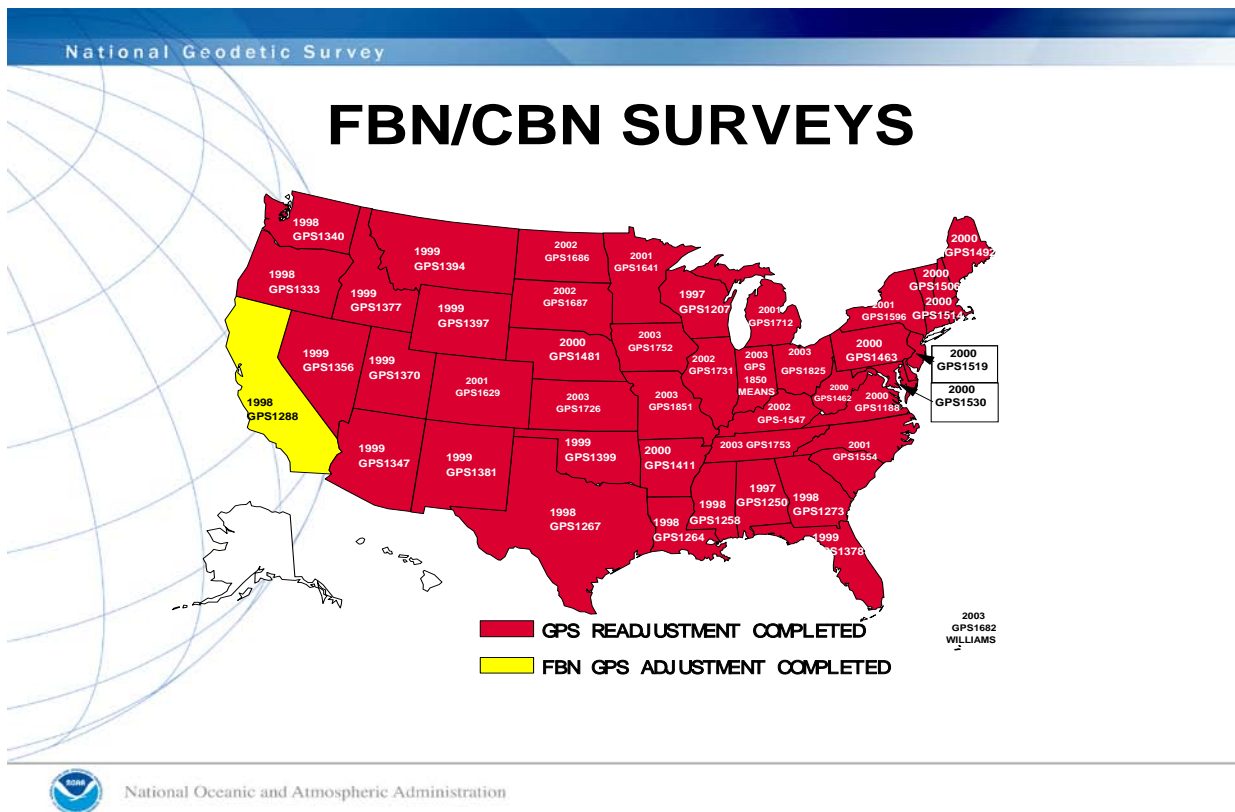 National Geodetic Survey
FBN/CBN SURVEYS
1998
GPS1340
1999
GPS1394
2002
GPS1686
2001
GPS1641
2000
GPS1492
1998
GPS1333
1999
GPS1377
2002
GPS1687
1997
GPS1207
2001
GPS1712
2000
GPS1506
2001
GPS1596
2000
GPS1514
1999
GPS1397
1999
GPS1356
1999
GPS1370
2000
GPS1481
2003
GPS1752
2002
GPS1731
2003
GPS
1850
MEANS
2003
GPS1825
2000
GPS1463
2000
GPS1519
2000
GPS1530
1998
GPS1288
2001
GPS1629
2003
GPS1726
2003
GPS1851
2000
GPS1462
2000
GPS1188
2002
GPS-1547
2003 GPS1753
2001
GPS1554
1999
GPS1347
1999
GPS1381
1999
GPS1399
2000
GPS1411
1998
GPS1267
1998
GPS1264
1998
GPS1258
1997
GPS1250
1998
GPS1273
1999
PS1378
2003
GPS1682
WILLIAMS
GPS READJUSTMENT COMPLETED
FBN GPS ADJUSTMENT COMPLETED
NOAA
National Oceanic and Atmospheric Administration